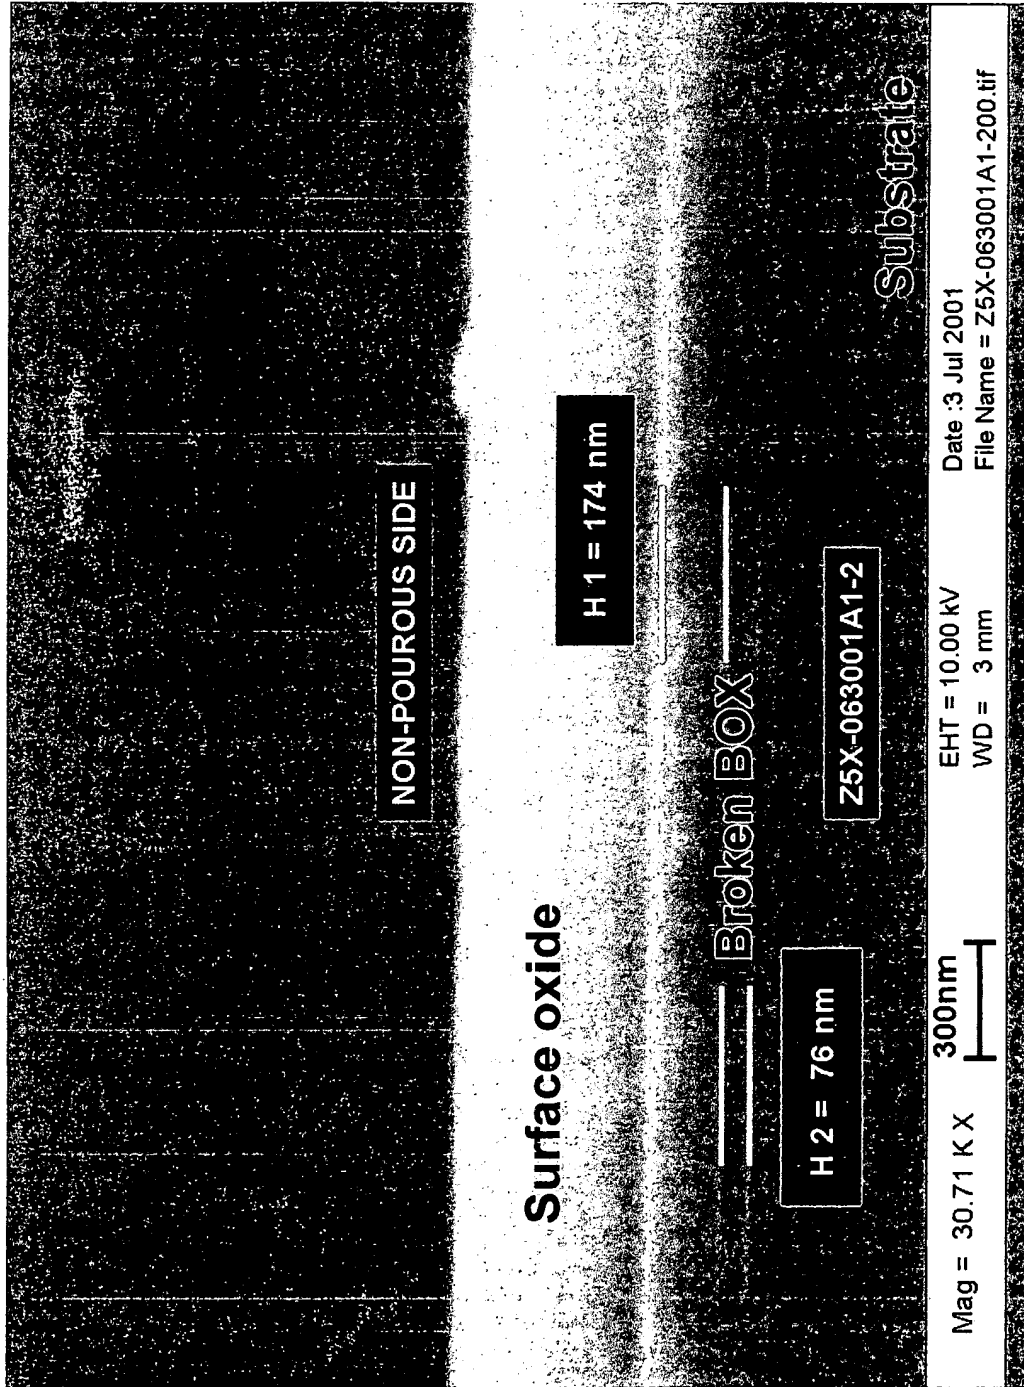 NON-POUROUS SIDE
Surface oxide
H 1 = 174 nm
Broken BOX
H 2 = 76 nm
Z5X-063001A1-2
Substrate
Mag = 30.71 K X
300nm
EHT = 10.00 kV
WD = 3 mm
Date :3 Jul 2001
File Name = Z5X-063001A1-200.tif